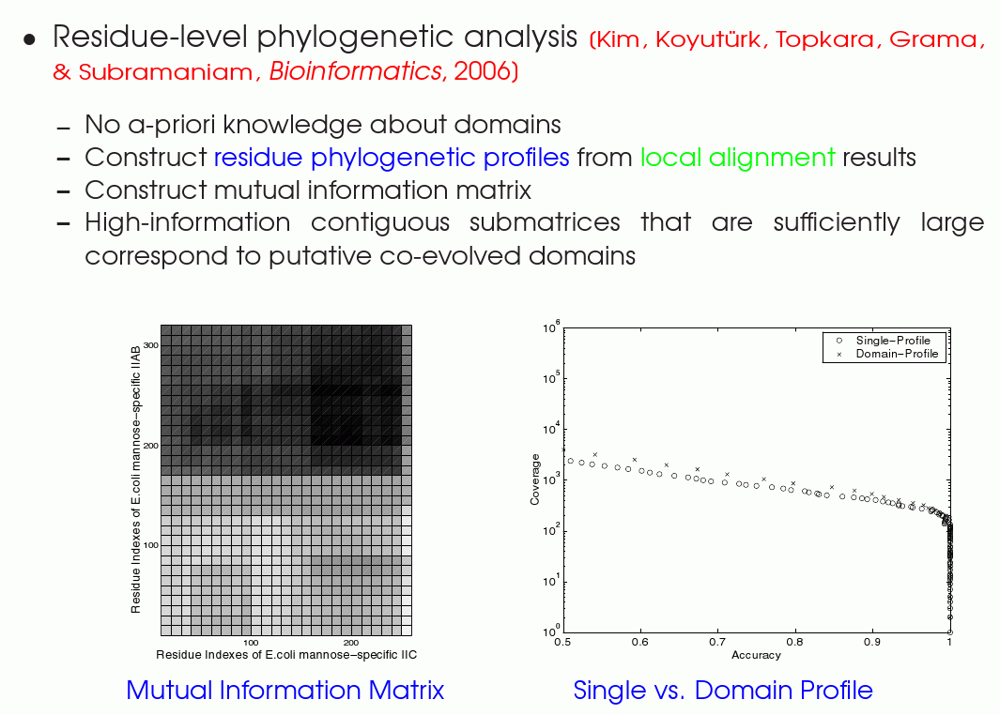 • Residue-level phylogenetic analysis (Kim, Koyutürk, Topkara, Grama,
& Subramaniam, Bioinformatics, 2006)
– No a-priori knowledge about domains
– Construct residue phylogenetic profiles from local alignment results
– Construct mutual information matrix
– High-information contiguous submatrices that are sufficiently large
correspond to putative co-evolved domains
Residue Indexes of E.coli mannose-specific IIAB
300
200
100
100 200
Residue Indexes of E.coli mannose-specific IIC
Mutual Information Matrix
Coverage
10^6
10^5
10^4
10^3
10^2
10^1
10^0
Single-Profile
Domain-Profile
0.5 0.6 0.7 0.8 0.9 1
Accuracy
Single vs. Domain Profile